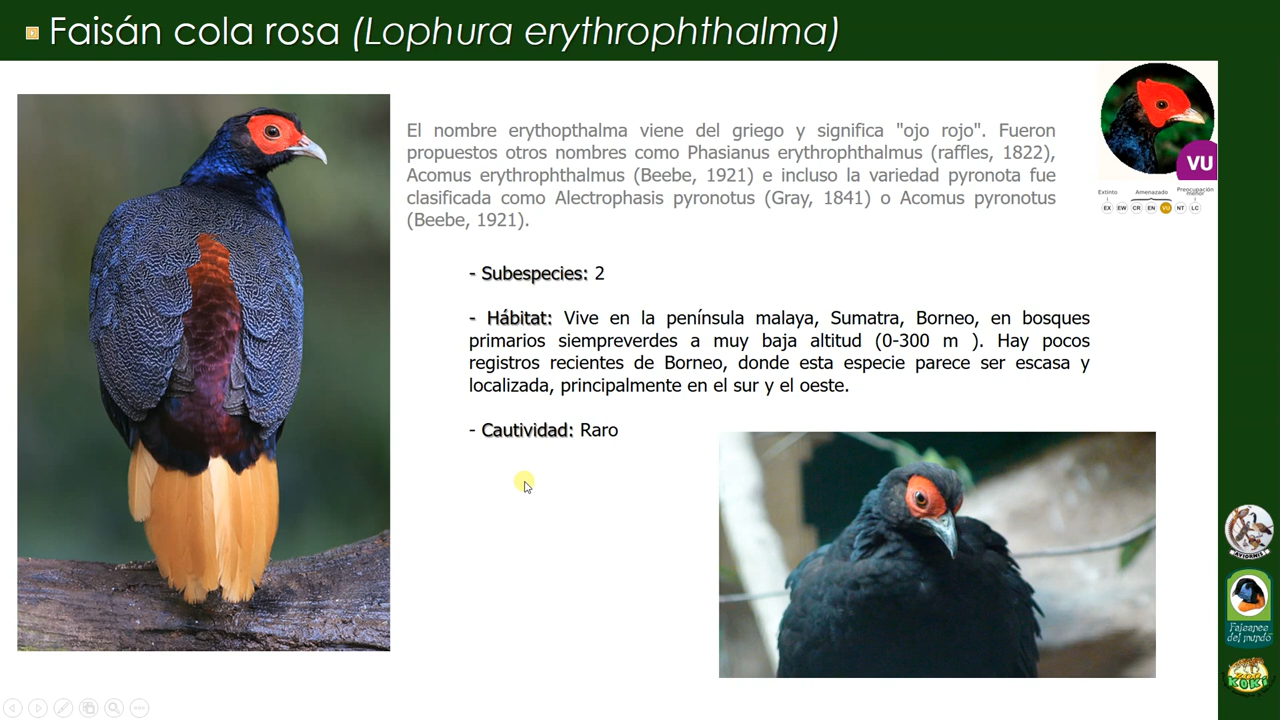 Faisán cola rosa (Lophura erythrophthalma)
El nombre erythopthalma viene del griego y significa "ojo rojo". Fueron
propuestos otros nombres como Phasianus erythrophthalmus (raffles, 1822),
Acomus erythrophthalmus (Beebe, 1921) e incluso la variedad pyronota fue
clasificada como Alectrophasis pyronotus (Gray, 1841) o Acomus pyronotus
(Beebe, 1921).
VU
Extinto Amenazado Preocupación menor
EX EW CR EN VU NT LC
- Subespecies: 2
- Hábitat: Vive en la península malaya, Sumatra, Borneo, en bosques
primarios siempreverdes a muy baja altitud (0-300 m ). Hay pocos
registros recientes de Borneo, donde esta especie parece ser escasa y
localizada, principalmente en el sur y el oeste.
- Cautividad: Raro
AVIORNIS
Faisanes
del mundo
ZOO
KOKI